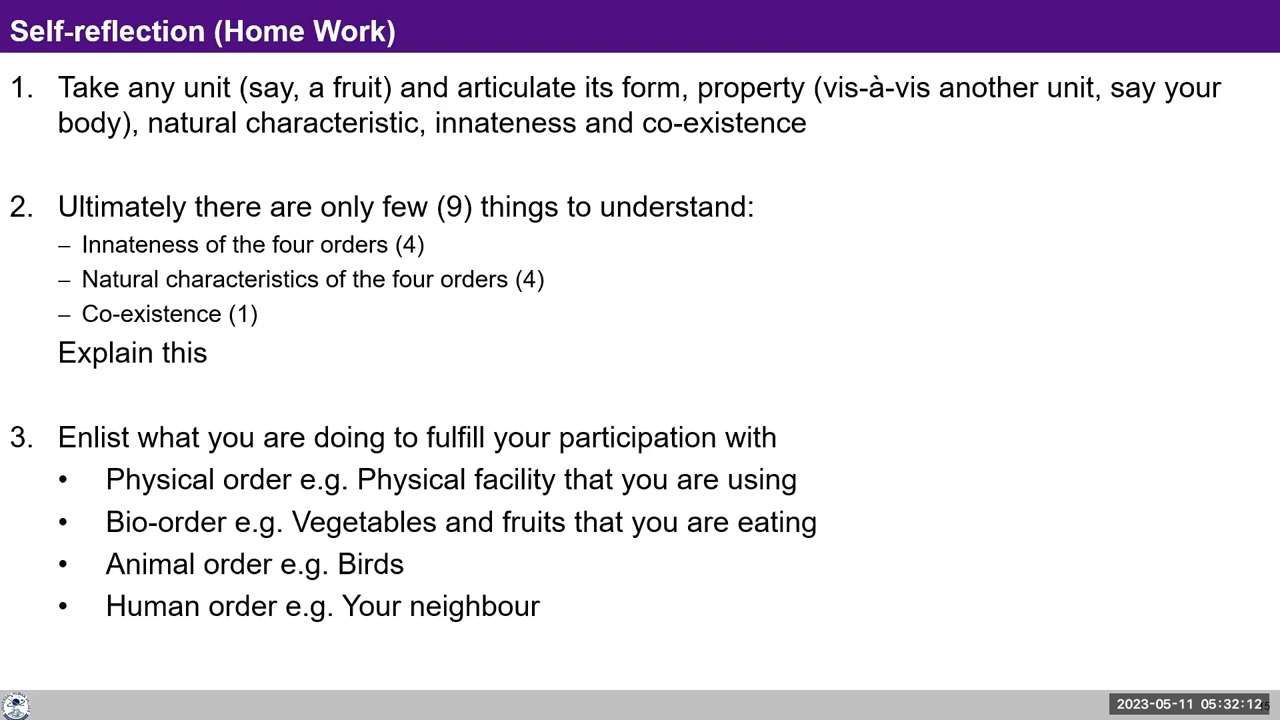 Self-reflection (Home Work)
1. Take any unit (say, a fruit) and articulate its form, property (vis-à-vis another unit, say your
body), natural characteristic, innateness and co-existence
2. Ultimately there are only few (9) things to understand:
– Innateness of the four orders (4)
– Natural characteristics of the four orders (4)
– Co-existence (1)
Explain this
3. Enlist what you are doing to fulfill your participation with
• Physical order e.g. Physical facility that you are using
• Bio-order e.g. Vegetables and fruits that you are eating
• Animal order e.g. Birds
• Human order e.g. Your neighbour
2023-05-11 05:32:12